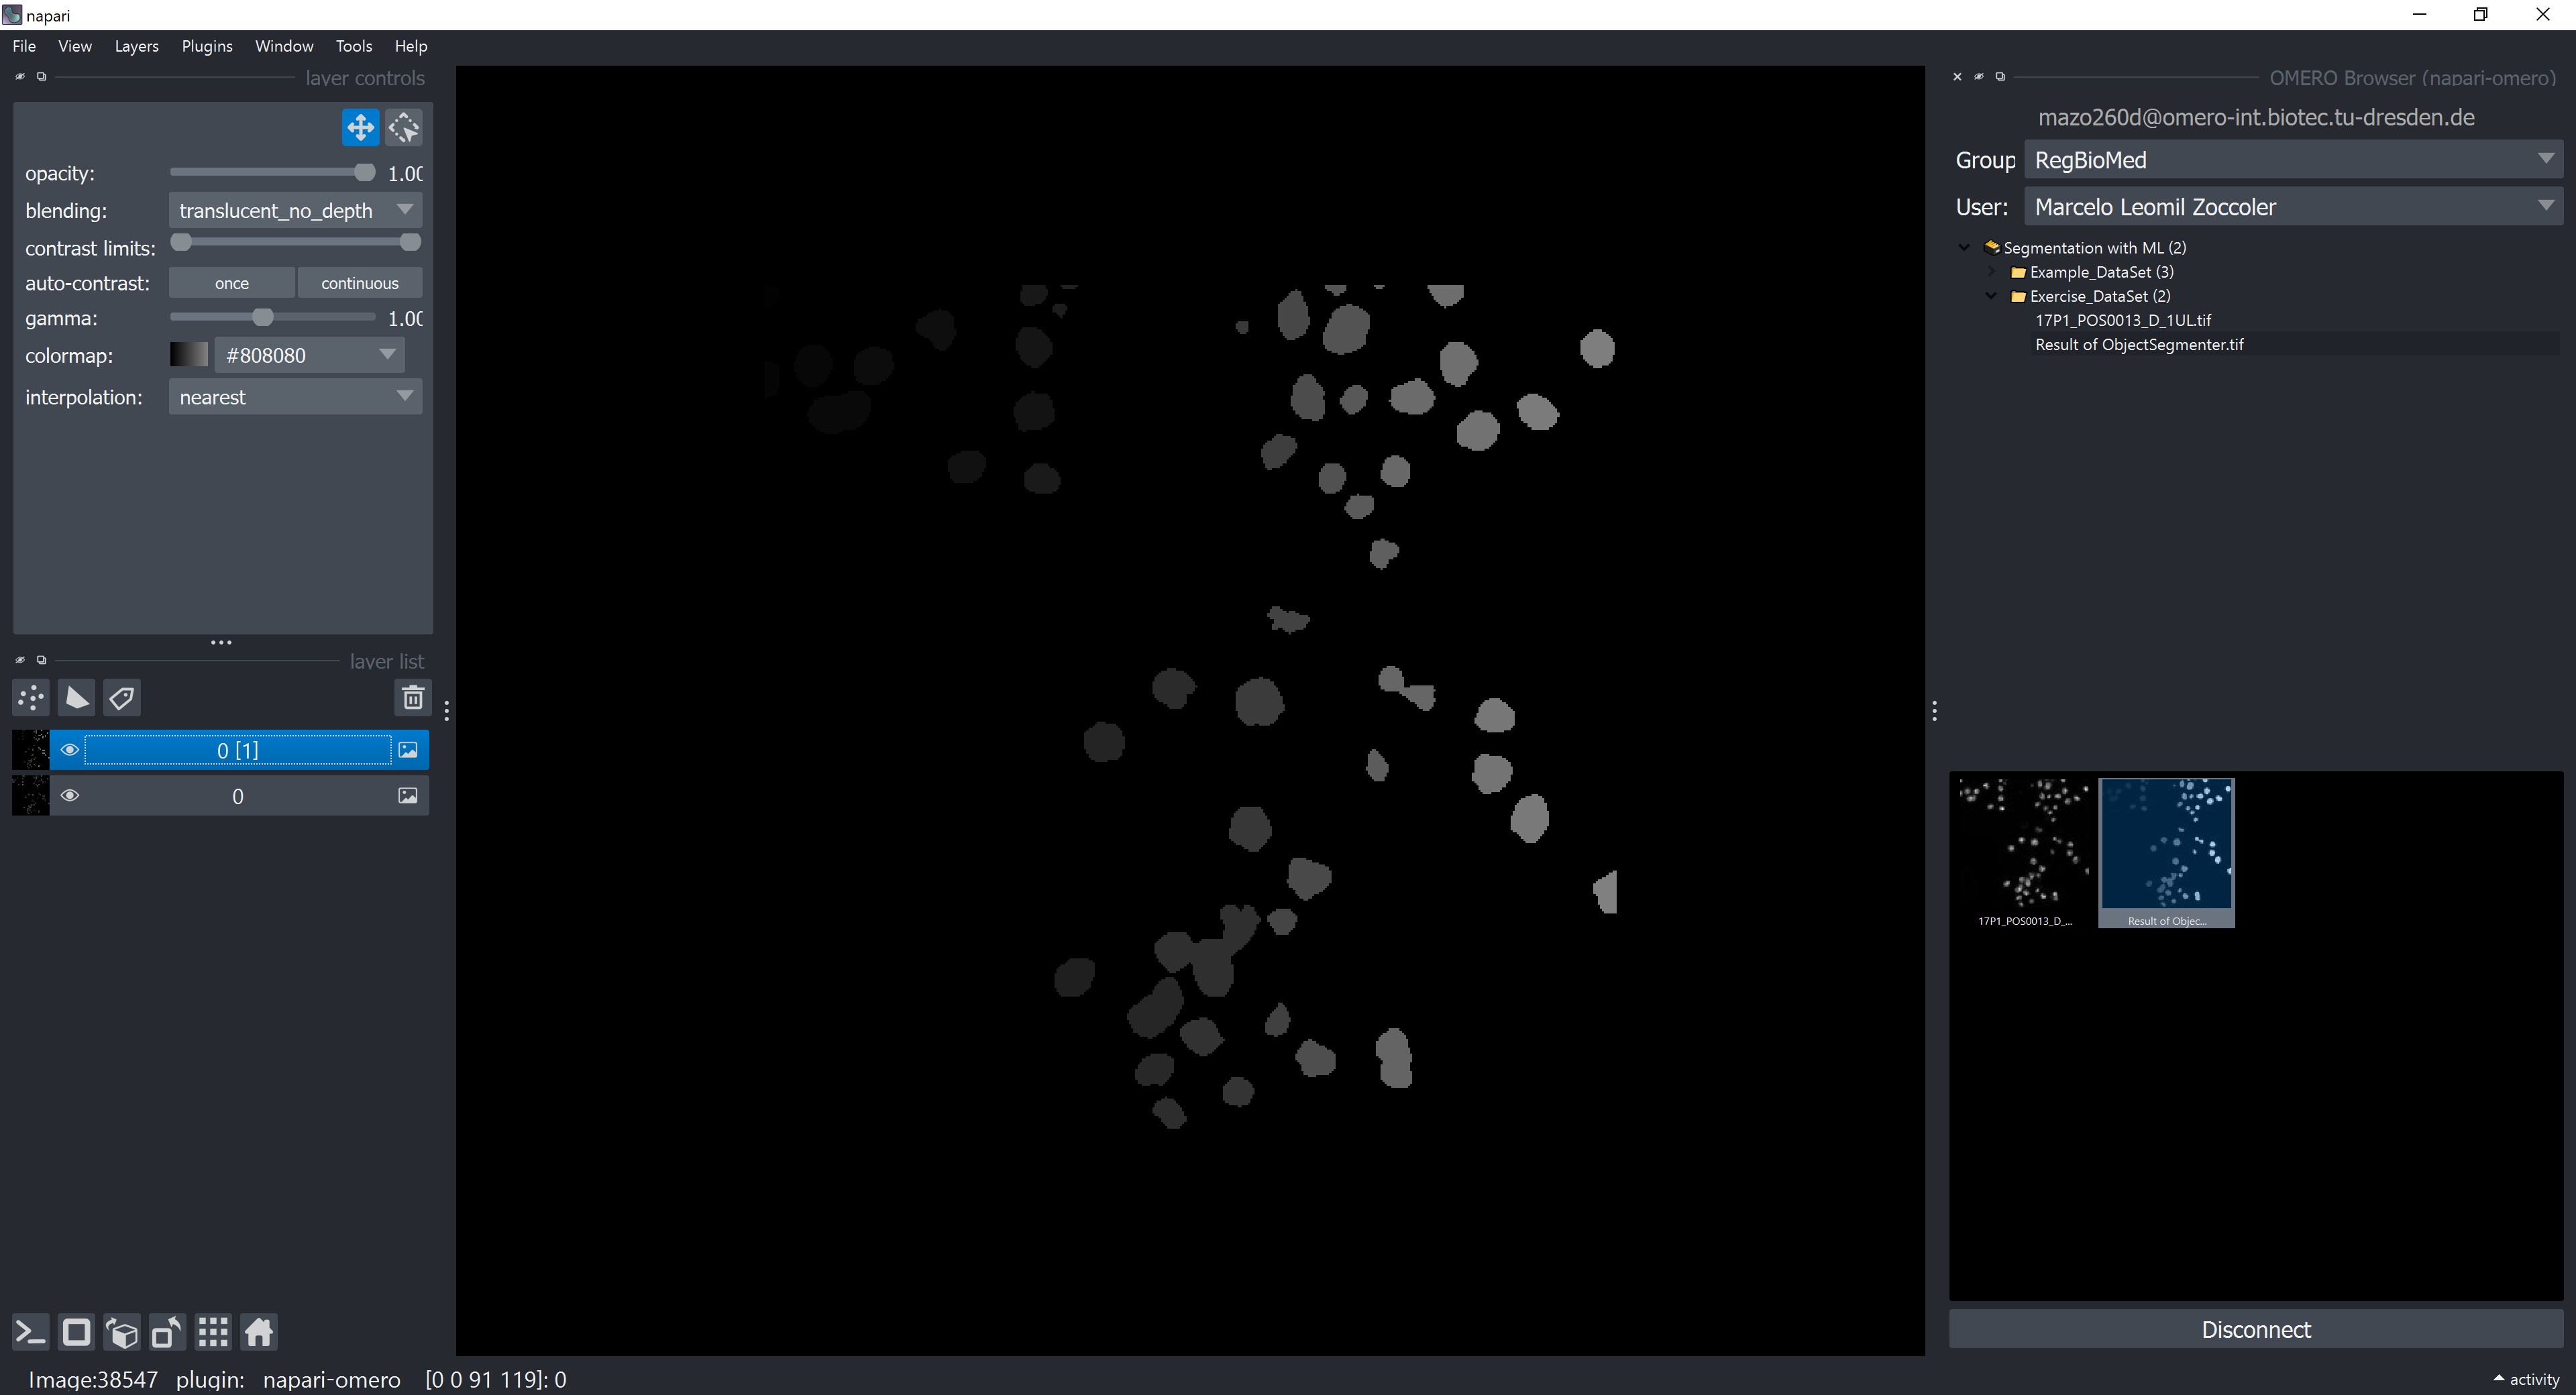 napari
File View Layers Plugins Window Tools Help
layer controls
opacity: 1.00
blending: translucent_no_depth
contrast limits:
auto-contrast: once continuous
gamma: 1.00
colormap: #808080
interpolation: nearest
layer list
0 [1]
0
OMERO Browser (napari-omero)
mazo260d@omero-int.biotec.tu-dresden.de
Group RegBioMed
User: Marcelo Leomil Zoccoler
Segmentation with ML (2)
Example_DataSet (3)
Exercise_DataSet (2)
17P1_POS0013_D_1UL.tif
Result of ObjectSegmenter.tif
17P1_POS0013_D_...
Result of Objec...
Disconnect
Image:38547 plugin: napari-omero [0 0 91 119]: 0
activity